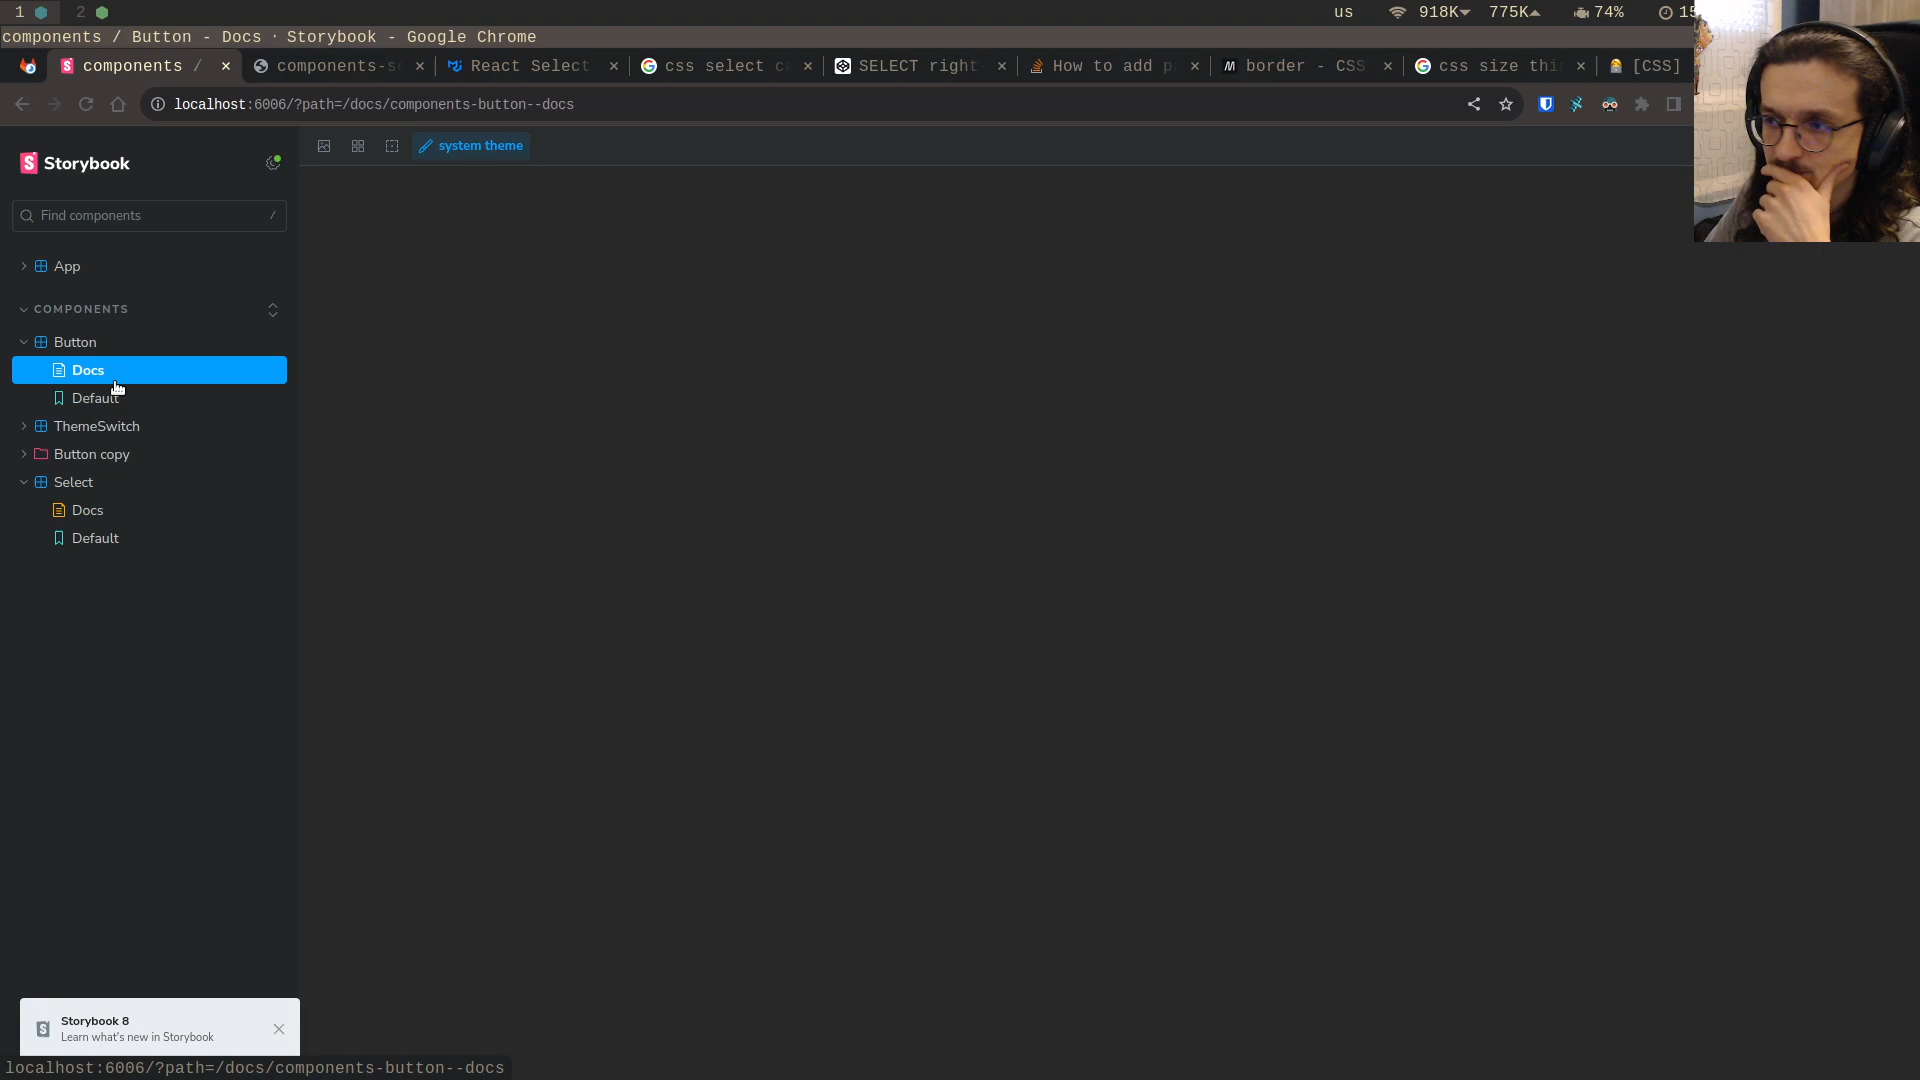 1
2
us
918K
775K
74%
15
components / Button - Docs · Storybook - Google Chrome
components /
components-se
React Select
css select ca
SELECT right
How to add p
border - CSS
css size thi
[CSS]
localhost:6006/?path=/docs/components-button--docs
Storybook
system theme
Find components
/
App
COMPONENTS
Button
Docs
Default
ThemeSwitch
Button copy
Select
Docs
Default
Storybook 8
Learn what's new in Storybook
localhost:6006/?path=/docs/components-button--docs